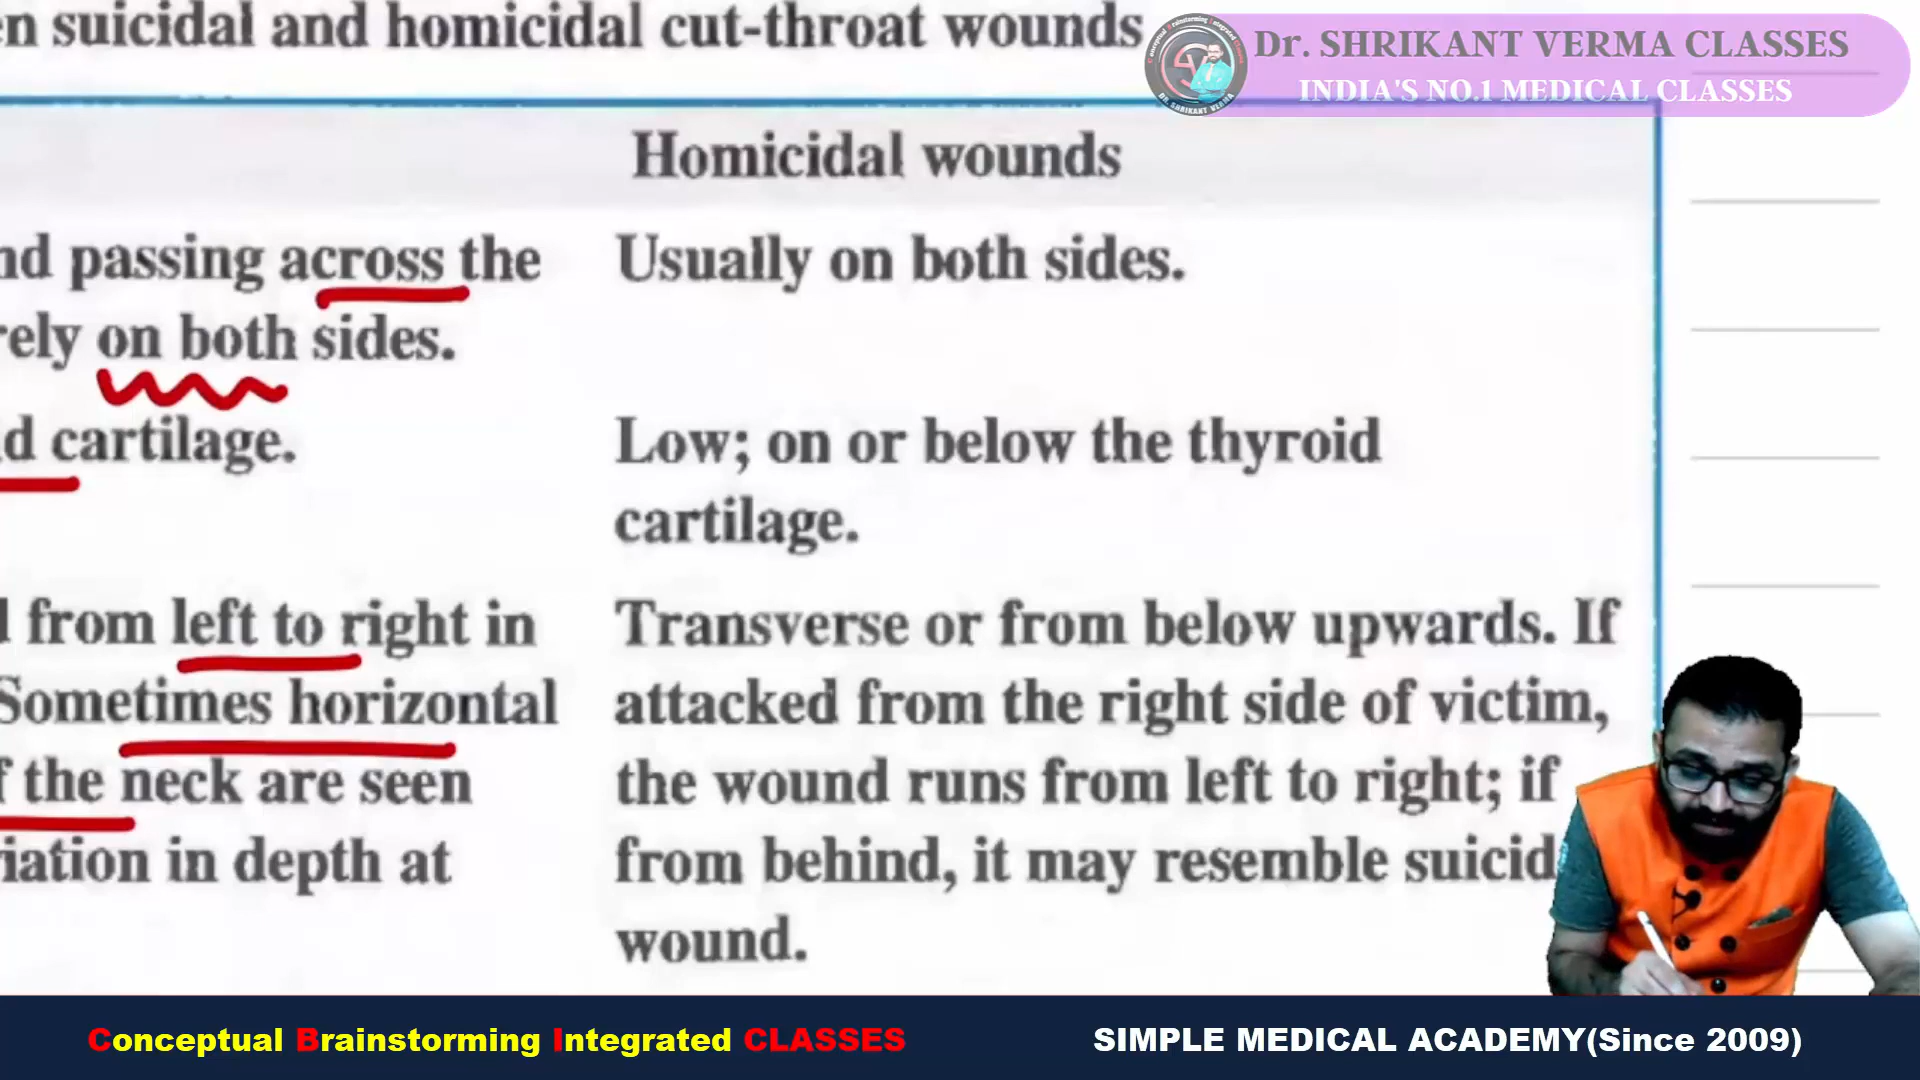 en suicidal and homicidal cut-throat wounds
Dr. SHRIKANT VERMA CLASSES
INDIA'S NO.1 MEDICAL CLASSES
Homicidal wounds
nd passing across the
rely on both sides.
Usually on both sides.
d cartilage.
Low; on or below the thyroid
cartilage.
from left to right in
Sometimes horizontal
f the neck are seen
iation in depth at
Transverse or from below upwards. If
attacked from the right side of victim,
the wound runs from left to right; if
from behind, it may resemble suicid
wound.
Conceptual Brainstorming Integrated CLASSES
SIMPLE MEDICAL ACADEMY(Since 2009)